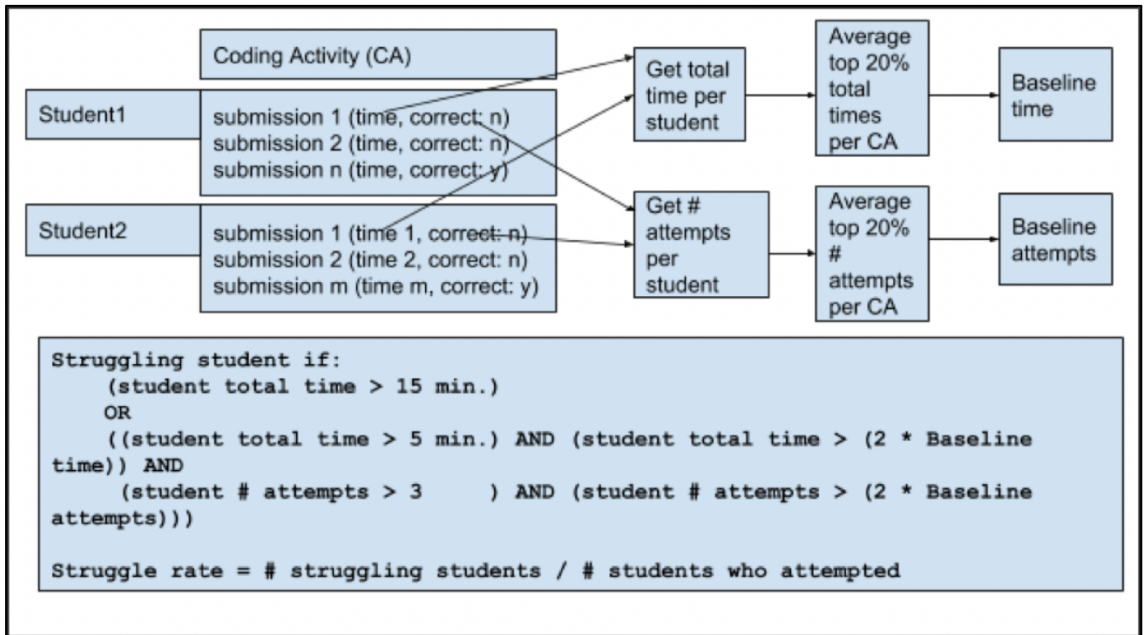 Coding Activity (CA)
Student1
submission 1 (time, correct: n)
submission 2 (time, correct: n)
submission n (time, correct: y)
Student2
submission 1 (time 1, correct: n)
submission 2 (time 2, correct: n)
submission m (time m, correct: y)
Get total
time per
student
Average
top 20%
total
times
per CA
Baseline
time
Get #
attempts
per
student
Average
top 20%
#
attempts
per CA
Baseline
attempts
Struggling student if:
(student total time > 15 min.)
OR
((student total time > 5 min.) AND (student total time > (2 * Baseline
time)) AND
(student # attempts > 3      ) AND (student # attempts > (2 * Baseline
attempts)))
Struggle rate = # struggling students / # students who attempted